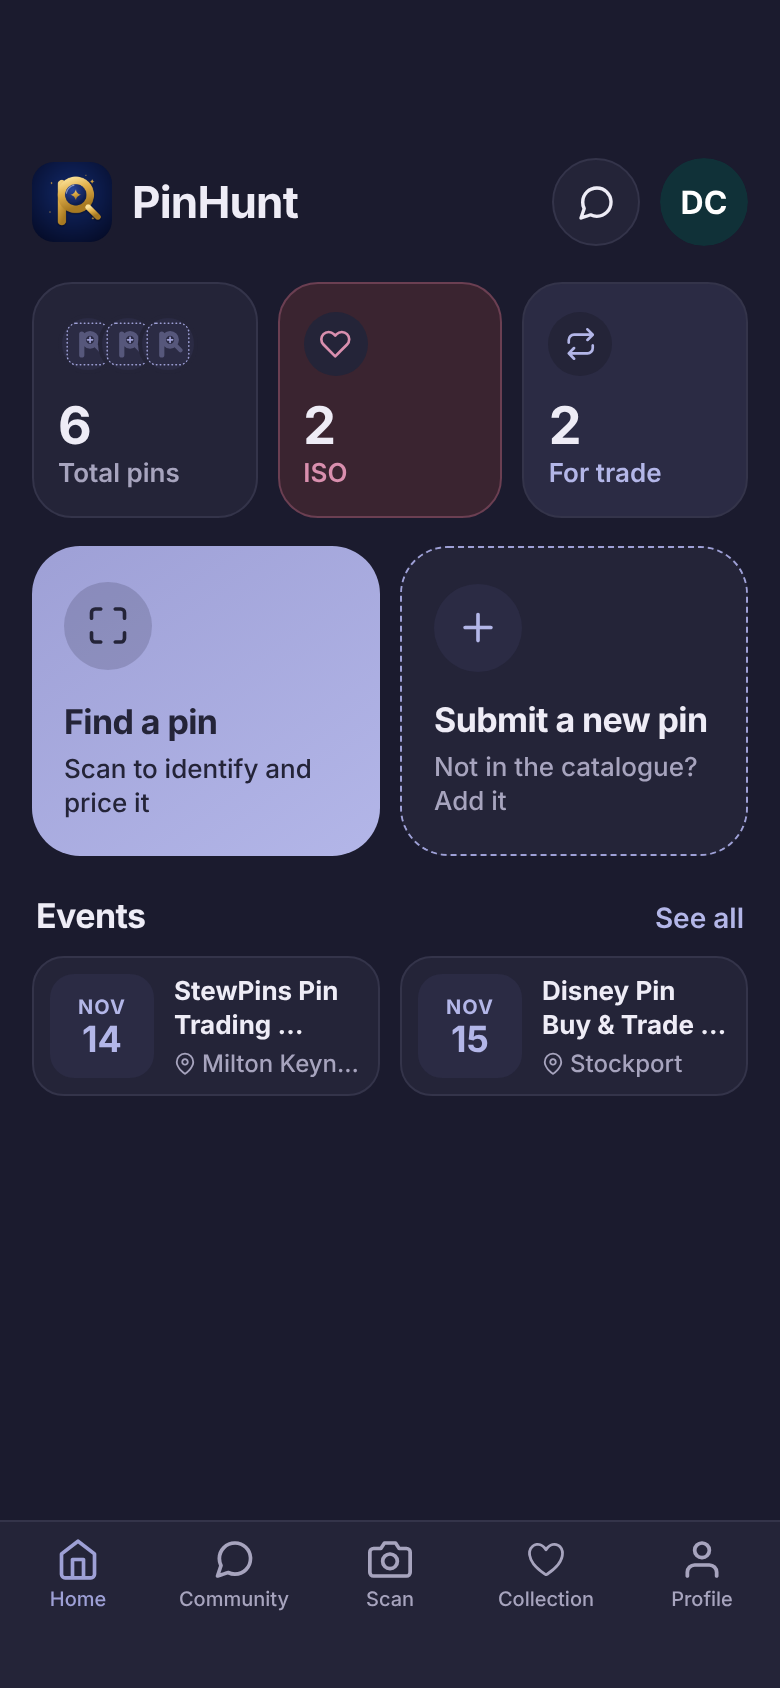 PinHunt
DC
6
Total pins
2
ISO
2
For trade
Find a pin
Scan to identify and
price it
Submit a new pin
Not in the catalogue?
Add it
Events
See all
NOV
14
StewPins Pin
Trading ...
Milton Keyn...
NOV
15
Disney Pin
Buy & Trade ...
Stockport
Home
Community
Scan
Collection
Profile